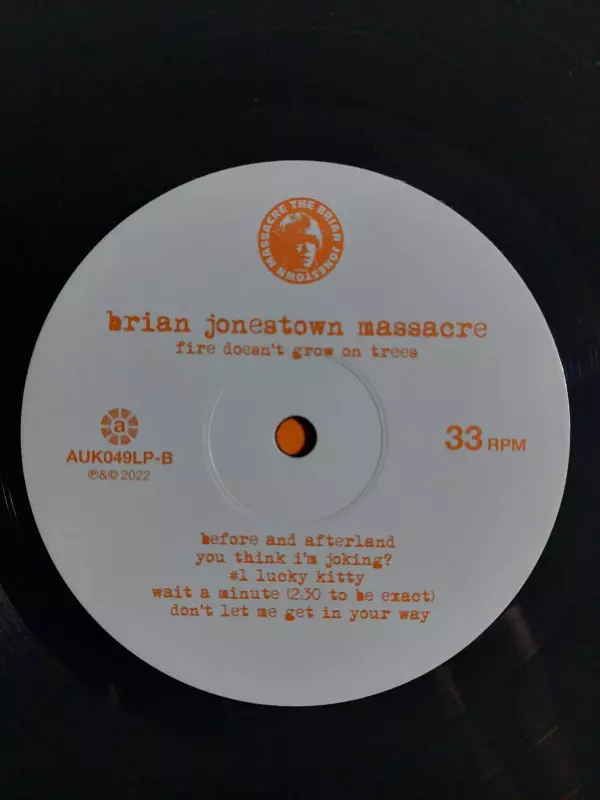 THE BRIAN JONESTOWN MASSACRE
brian jonestown massacre
fire doesn't grow on trees
a
AUK049LP-B
℗&© 2022
33 RPM
before and afterland
you think i'm joking?
#1 lucky kitty
wait a minute (2:30 to be exact)
don't let me get in your way